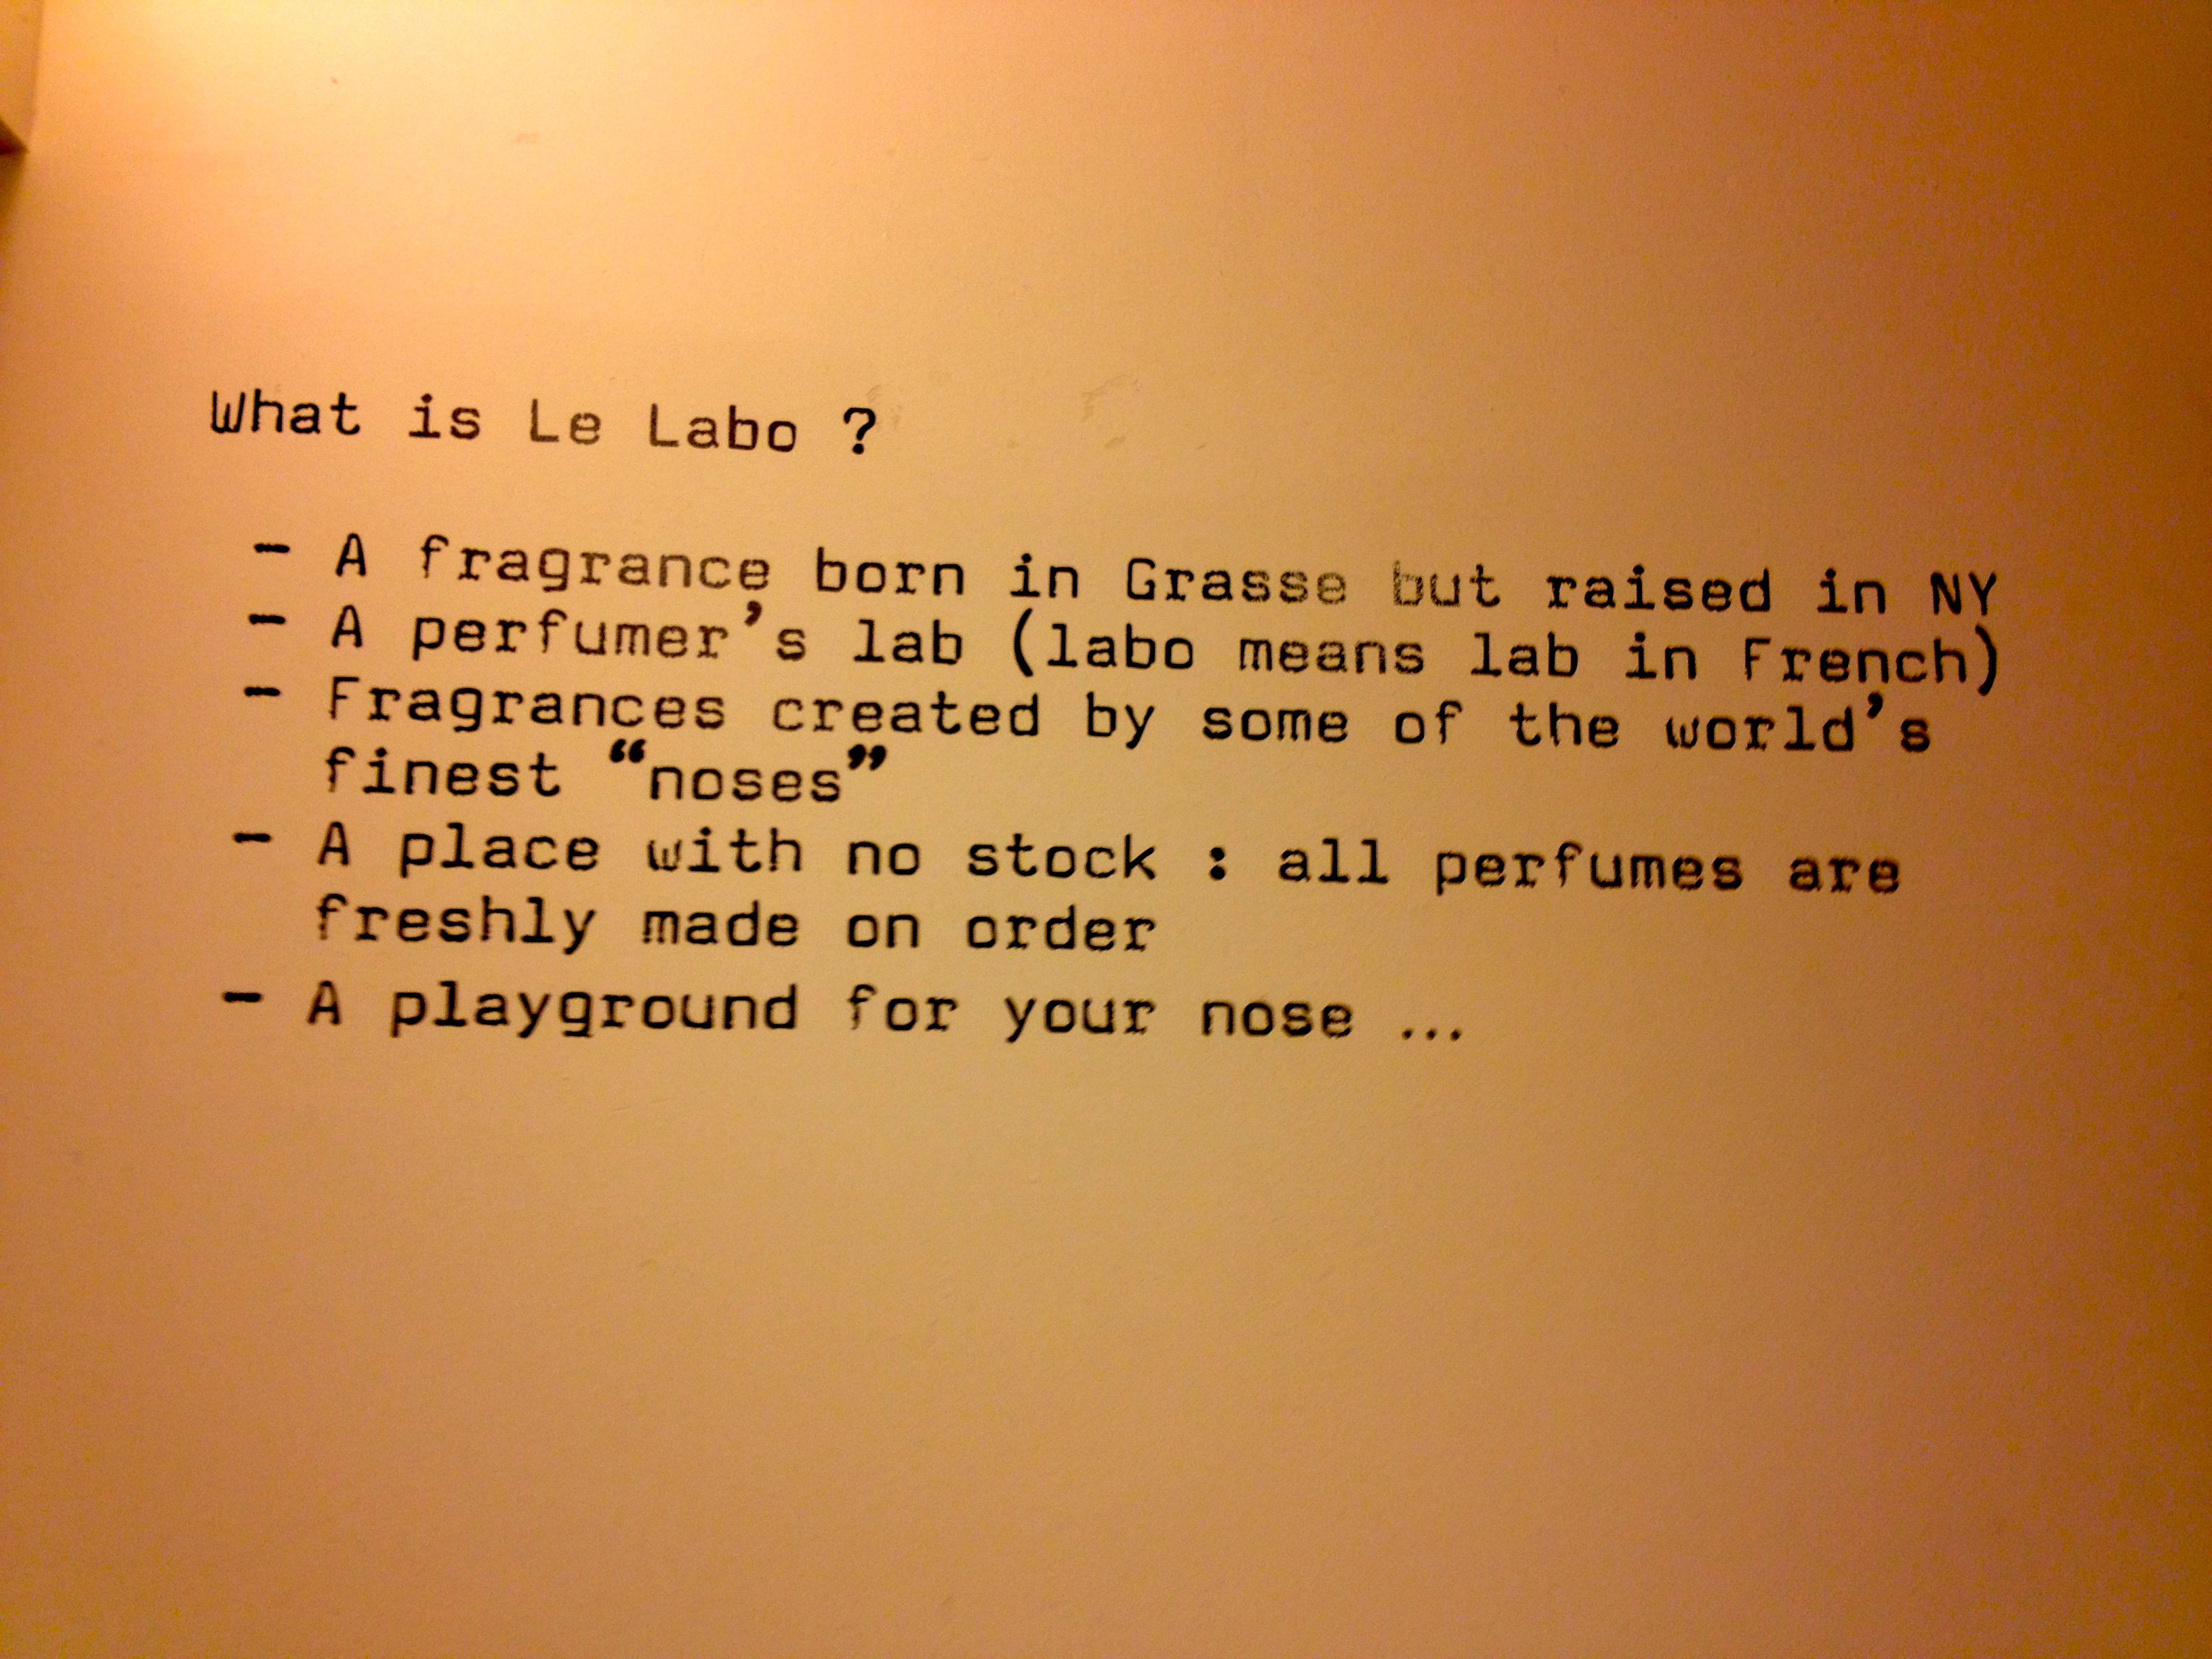 What is Le Labo ?
- A fragrance born in Grasse but raised in NY
- A perfumer’s lab (labo means lab in French)
- Fragrances created by some of the world’s
finest “noses”
- A place with no stock : all perfumes are
freshly made on order
- A playground for your nose ...